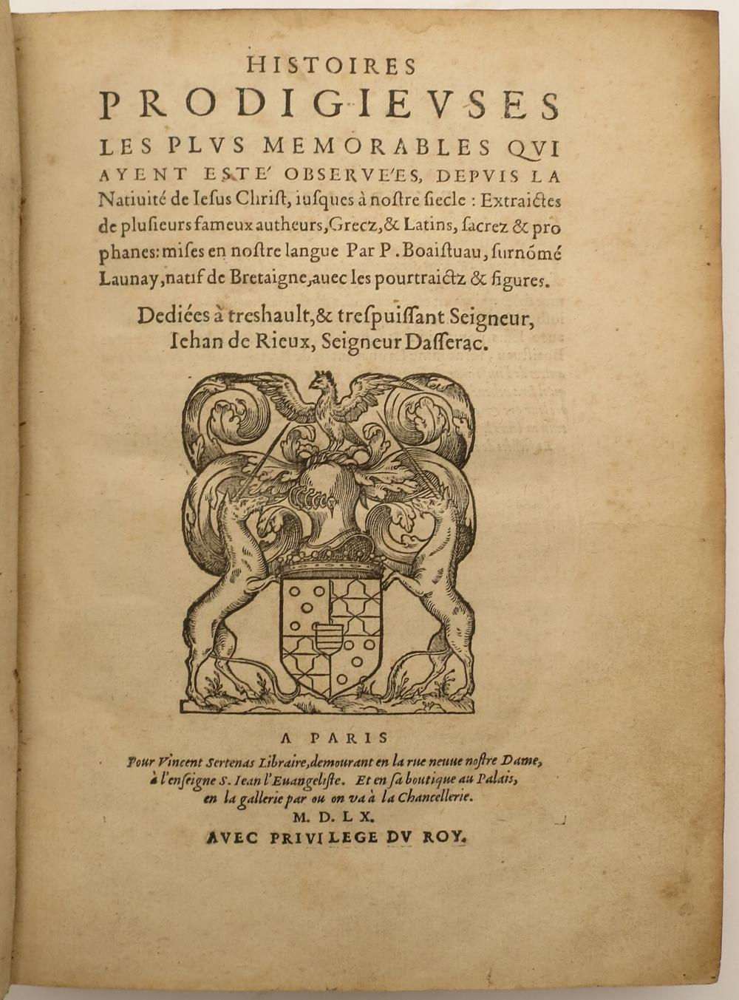 HISTOIRES
PRODIGIEVSES
LES PLVS MEMORABLES QVI
AYENT ESTE´ OBSERVE´ES, DEPVIS LA
Natiuité de Ieſus Chriſt, iuſques à noſtre ſiecle : Extraictes
de pluſieurs fameux autheurs, Grecz, & Latins, ſacrez & pro
phanes: miſes en noſtre langue Par P. Boaiſtuau, ſurnómé
Launay, natif de Bretaigne, auec les pourtraictz & figures.
Dediées à treshault, & treſpuiſſant Seigneur,
Iehan de Rieux, Seigneur Daſſerac.
A PARIS
Pour Vincent Sertenas Libraire, demourant en la rue neuue noſtre Dame,
à l'enſeigne S. Iean l'Euangeliſte. Et en ſa boutique au Palais,
en la gallerie par ou on va à la Chancellerie.
M. D. L X.
AVEC PRIVILEGE DV ROY.